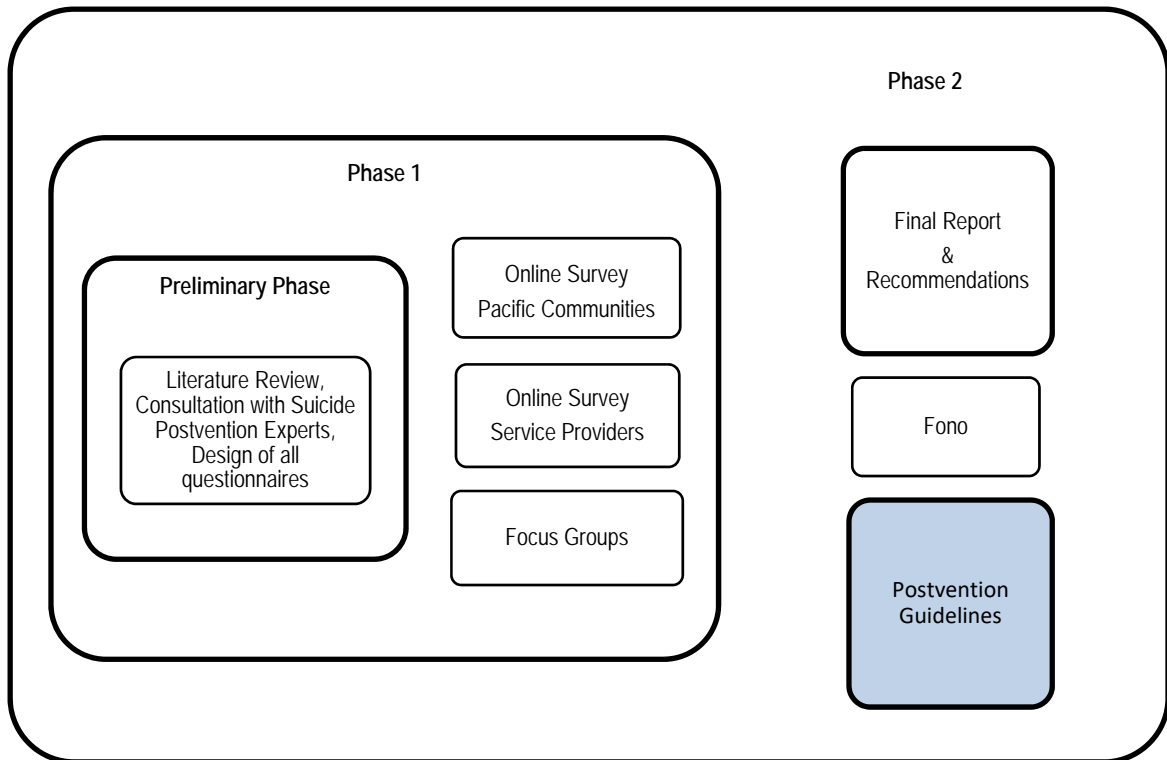 Phase 2
Phase 1
Preliminary Phase
Literature Review,
Consultation with Suicide
Postvention Experts,
Design of all
questionnaires
Online Survey
Pacific Communities
Online Survey
Service Providers
Focus Groups
Final Report
&
Recommendations
Fono
Postvention
Guidelines